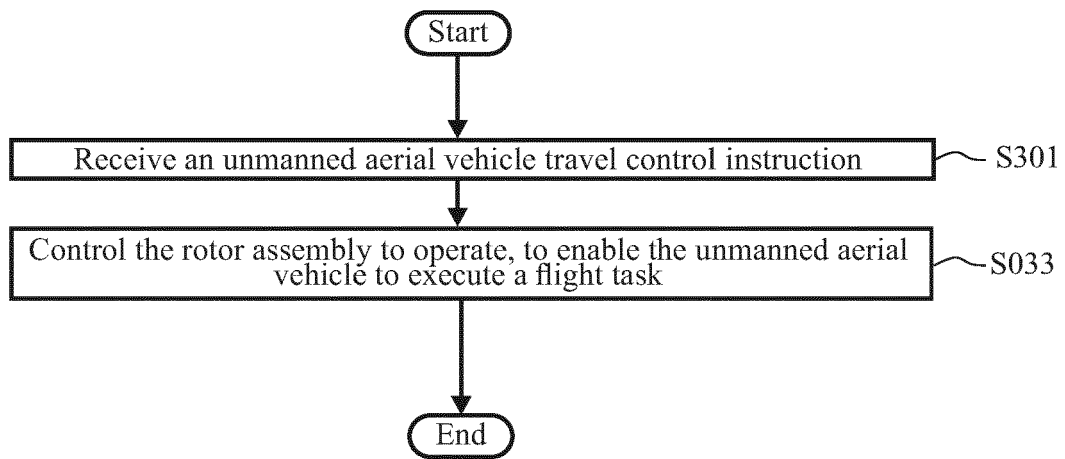 Start
Receive an unmanned aerial vehicle travel control instruction
S301
Control the rotor assembly to operate, to enable the unmanned aerial
vehicle to execute a flight task
S033
End